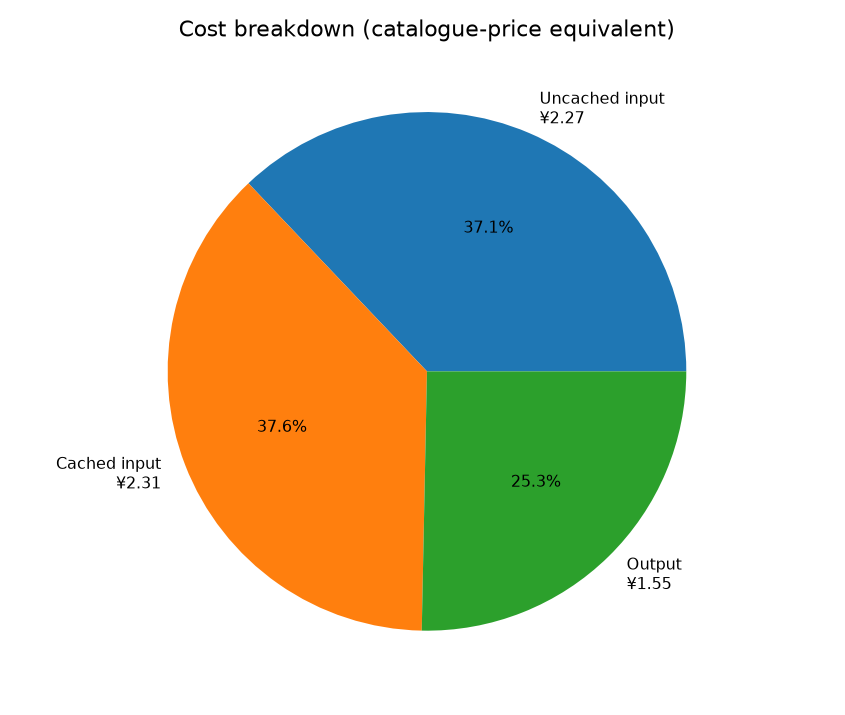 Cost breakdown (catalogue-price equivalent)
Uncached input
¥2.27
37.1%
37.6%
Cached input
¥2.31
25.3%
Output
¥1.55